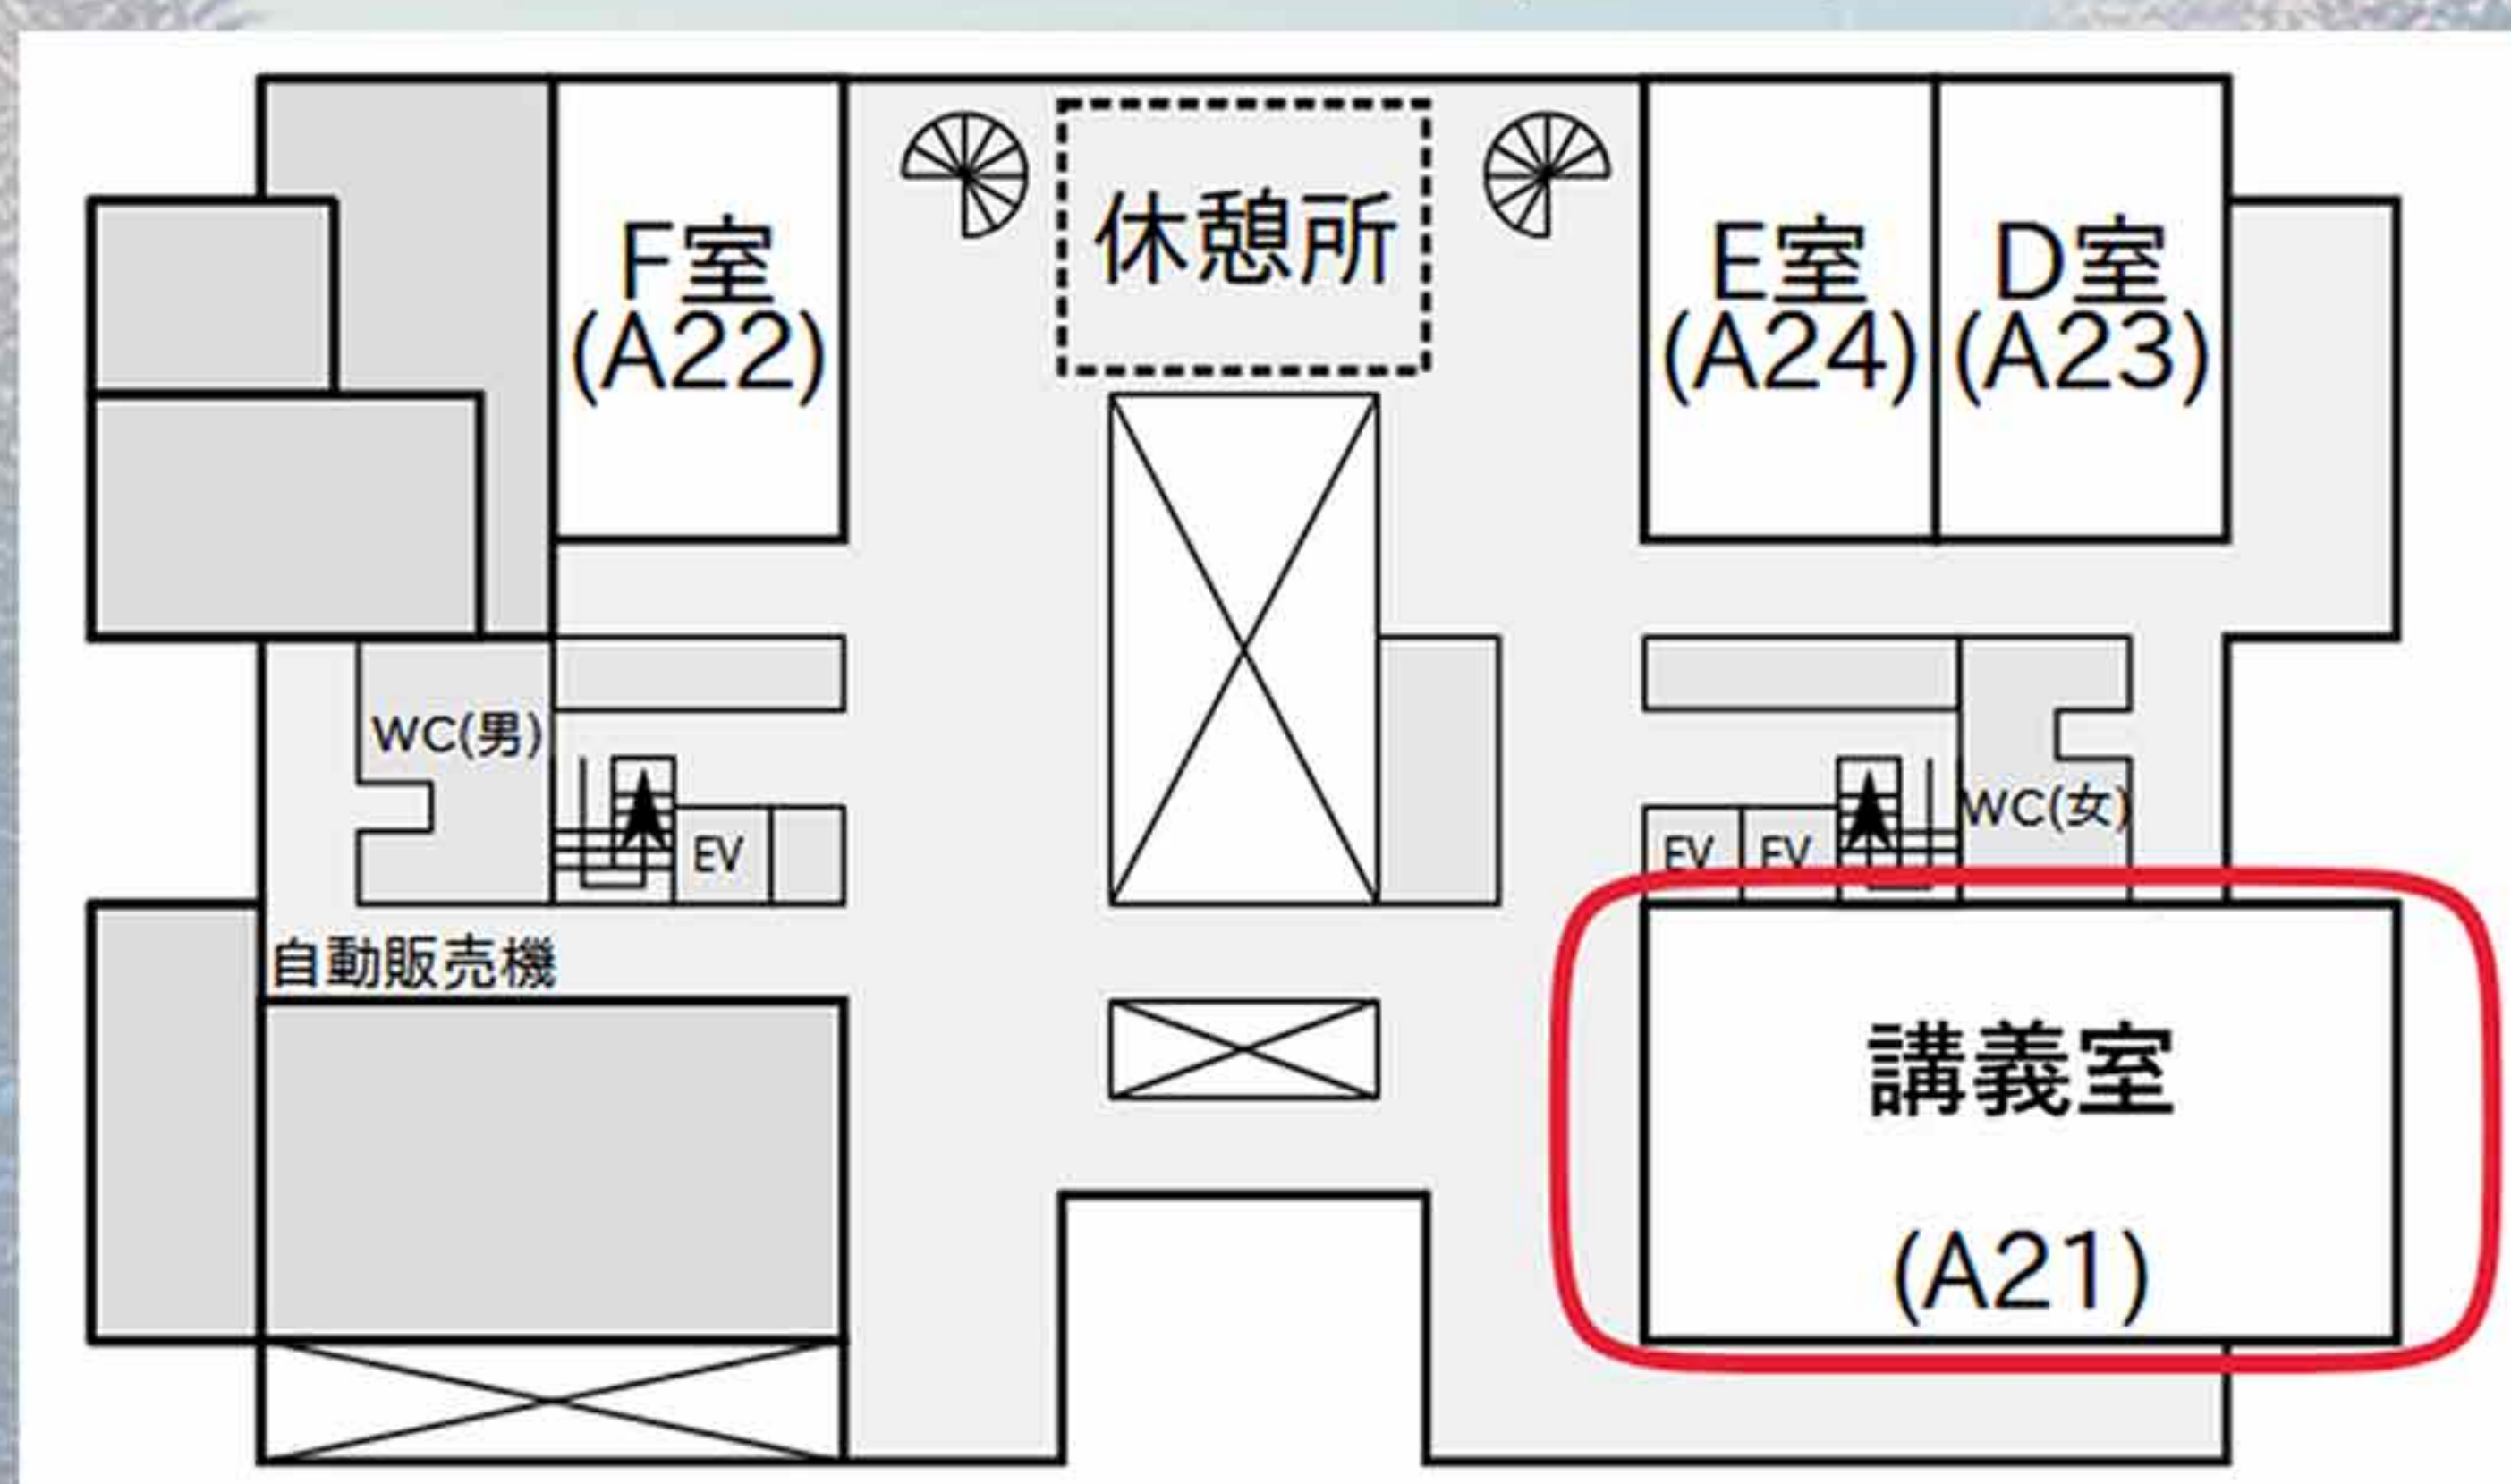 F室
(A22)
休憩所
E室
(A24)
D室
(A23)
WC(男)
EV
EV
EV
WC(女)
自動販売機
講義室
(A21)